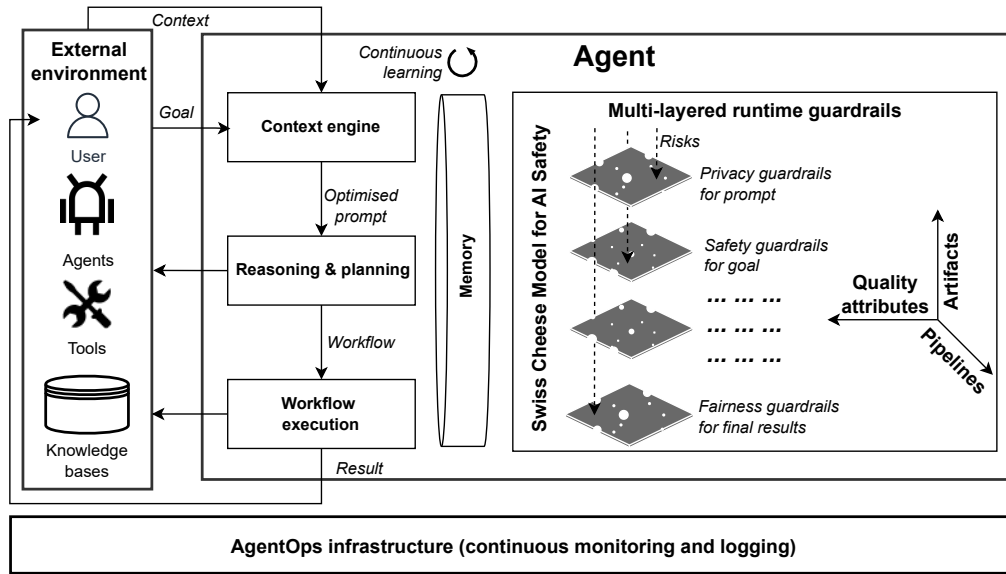 Context
External
environment
User
Agents
Tools
Knowledge
bases
Goal
Agent
Continuous
learning
Context engine
Optimised
prompt
Reasoning & planning
Workflow
Workflow
execution
Result
Memory
Multi-layered runtime guardrails
Swiss Cheese Model for AI Safety
Risks
Privacy guardrails
for prompt
Safety guardrails
for goal
... ... ...
... ... ...
... ... ...
Fairness guardrails
for final results
Quality
attributes
Artifacts
Pipelines
AgentOps infrastructure (continuous monitoring and logging)